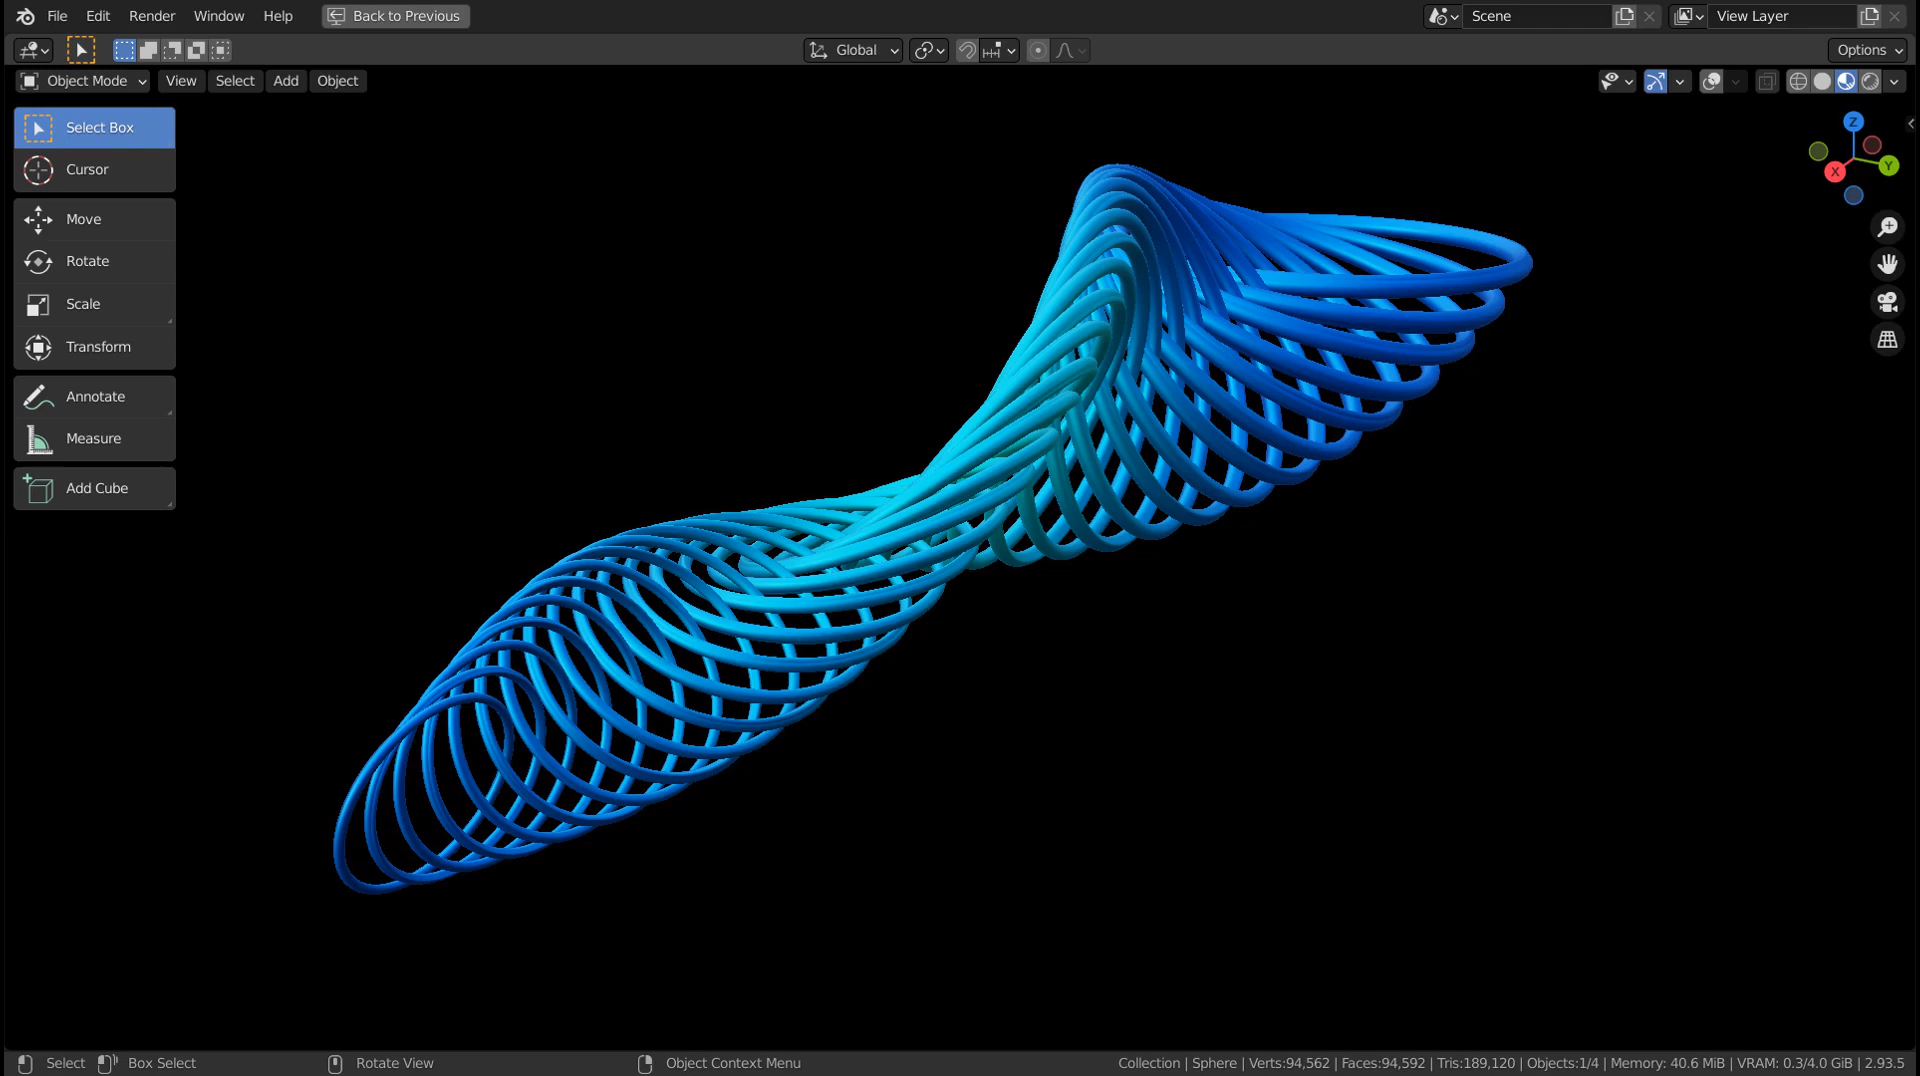 File Edit Render Window Help Back to Previous Scene View Layer
Global Options
Object Mode View Select Add Object
Select Box
Cursor
Move
Rotate
Scale
Transform
Annotate
Measure
Add Cube
Z
Y
X
Select Box Select Rotate View Object Context Menu Collection | Sphere | Verts:94,562 | Faces:94,592 | Tris:189,120 | Objects:1/4 | Memory: 40.6 MiB | VRAM: 0.3/4.0 GiB | 2.93.5